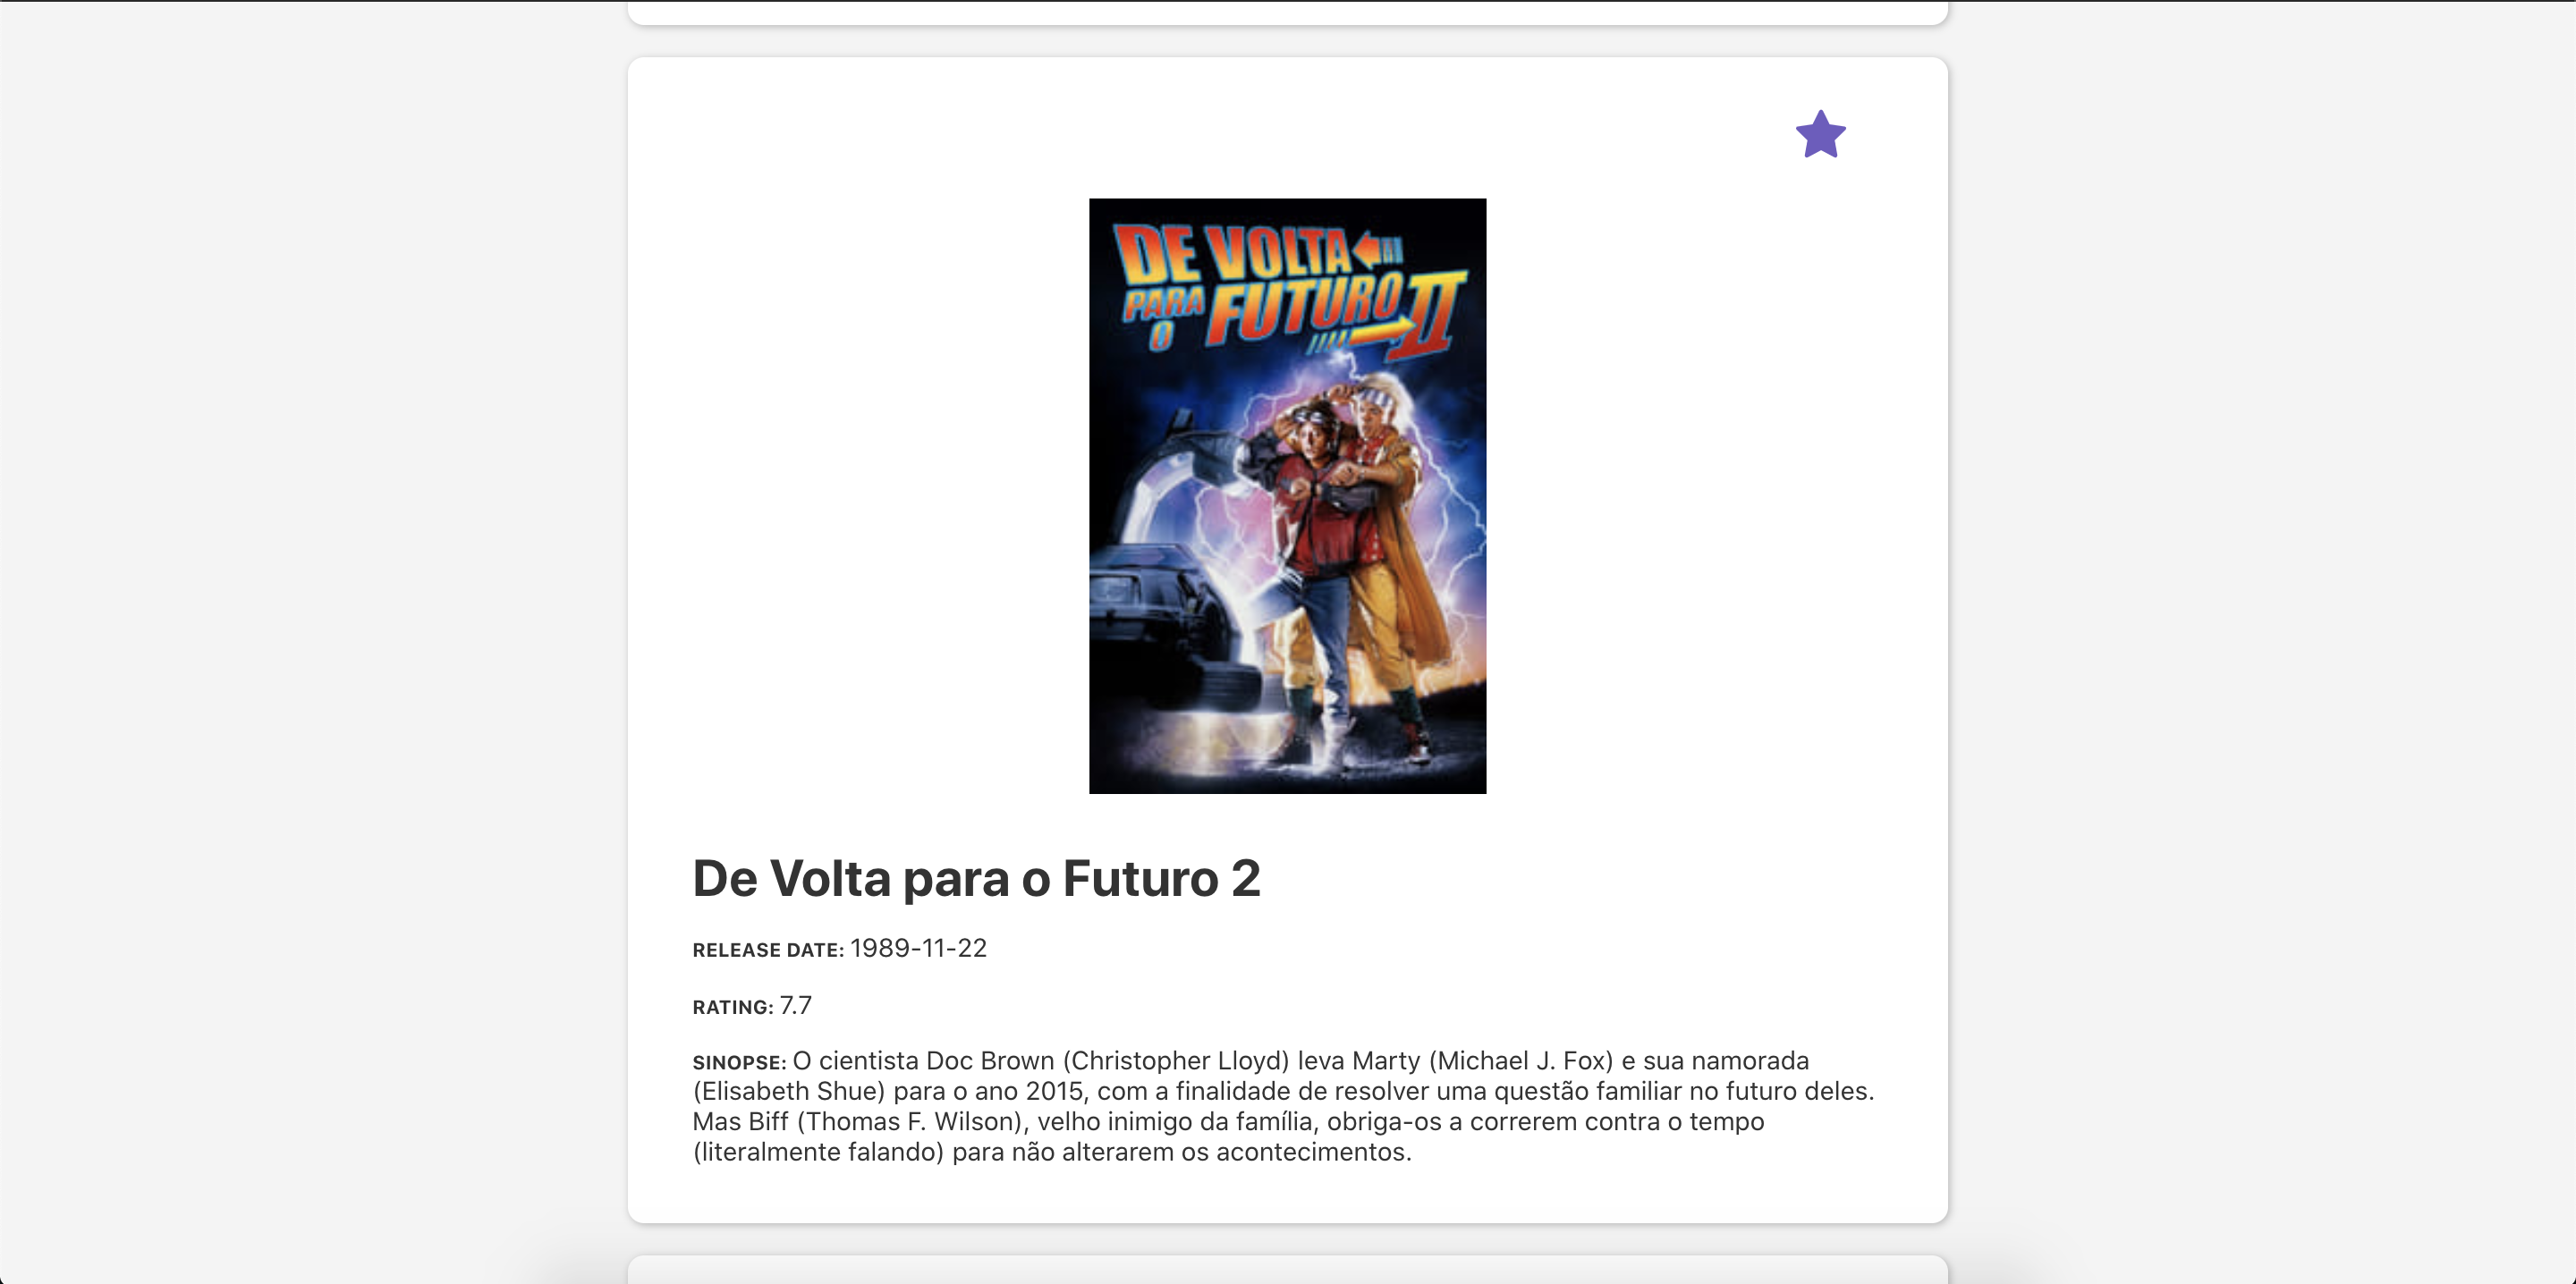 DE VOLTA
PARA O FUTURO II
De Volta para o Futuro 2
RELEASE DATE: 1989-11-22
RATING: 7.7
SINOPSE: O cientista Doc Brown (Christopher Lloyd) leva Marty (Michael J. Fox) e sua namorada
(Elisabeth Shue) para o ano 2015, com a finalidade de resolver uma questão familiar no futuro deles.
Mas Biff (Thomas F. Wilson), velho inimigo da família, obriga-os a correrem contra o tempo
(literalmente falando) para não alterarem os acontecimentos.